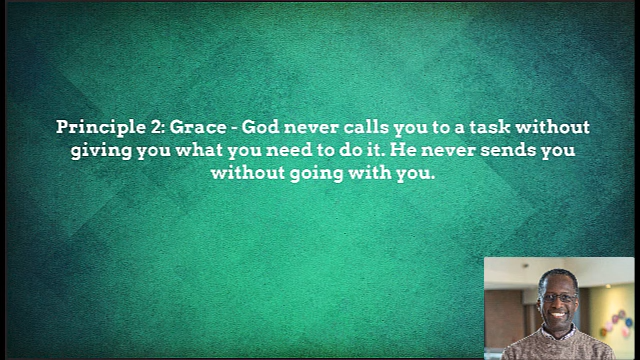 Principle 2: Grace - God never calls you to a task without
giving you what you need to do it. He never sends you
without going with you.